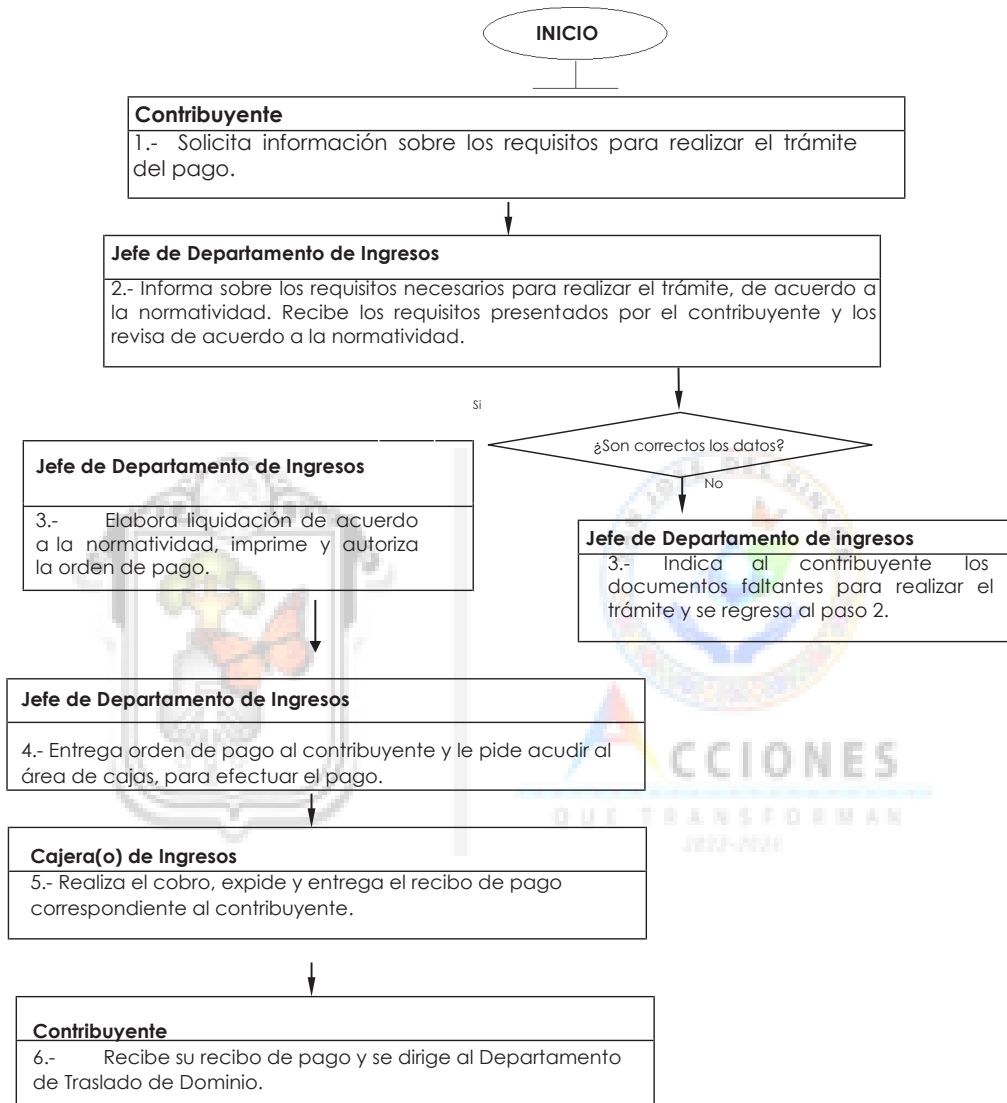 INICIO
Contribuyente
1.- Solicita información sobre los requisitos para realizar el trámite
del pago.
Jefe de Departamento de Ingresos
2.- Informa sobre los requisitos necesarios para realizar el trámite, de acuerdo a
la normatividad. Recibe los requisitos presentados por el contribuyente y los
revisa de acuerdo a la normatividad.
Si
¿Son correctos los datos?
No
Jefe de Departamento de Ingresos
3.- Elabora liquidación de acuerdo
a la normatividad, imprime y autoriza
la orden de pago.
Jefe de Departamento de ingresos
3.- Indica al contribuyente los
documentos faltantes para realizar el
trámite y se regresa al paso 2.
Jefe de Departamento de Ingresos
4.- Entrega orden de pago al contribuyente y le pide acudir al
área de cajas, para efectuar el pago.
CCIONES
QUE TRANSFORMAN
Cajera(o) de Ingresos
5.- Realiza el cobro, expide y entrega el recibo de pago
correspondiente al contribuyente.
Contribuyente
6.- Recibe su recibo de pago y se dirige al Departamento
de Traslado de Dominio.